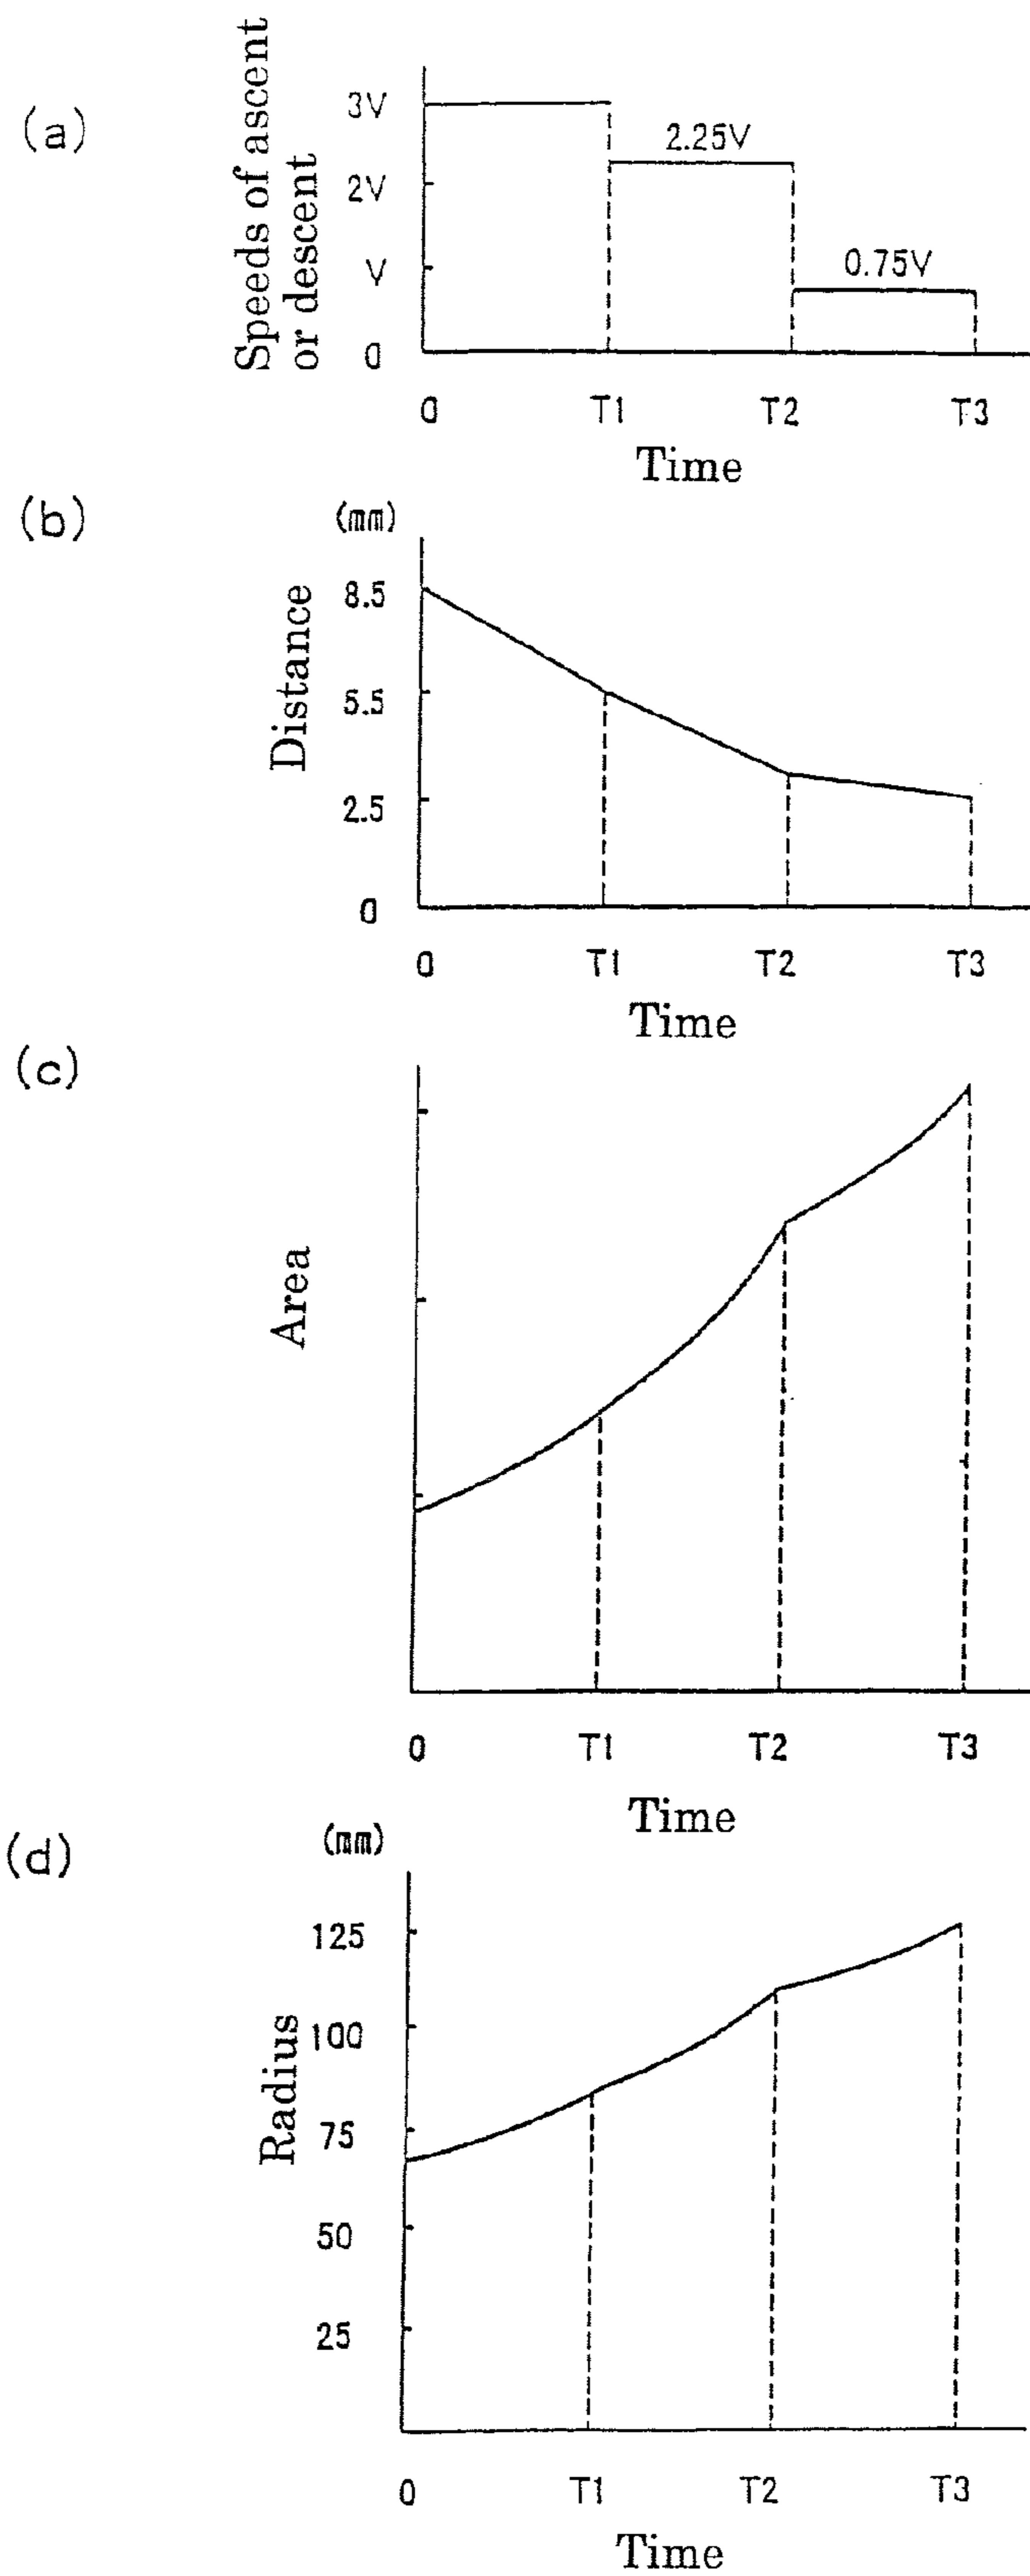 (a)
Speeds of ascent
or descent
3V
2V
V
0
2.25V
0.75V
0
T1
T2
T3
Time
(b)
(mm)
Distance
8.5
5.5
2.5
0
0
T1
T2
T3
Time
(c)
Area
0
T1
T2
T3
Time
(d)
(mm)
Radius
125
100
75
50
25
0
T1
T2
T3
Time